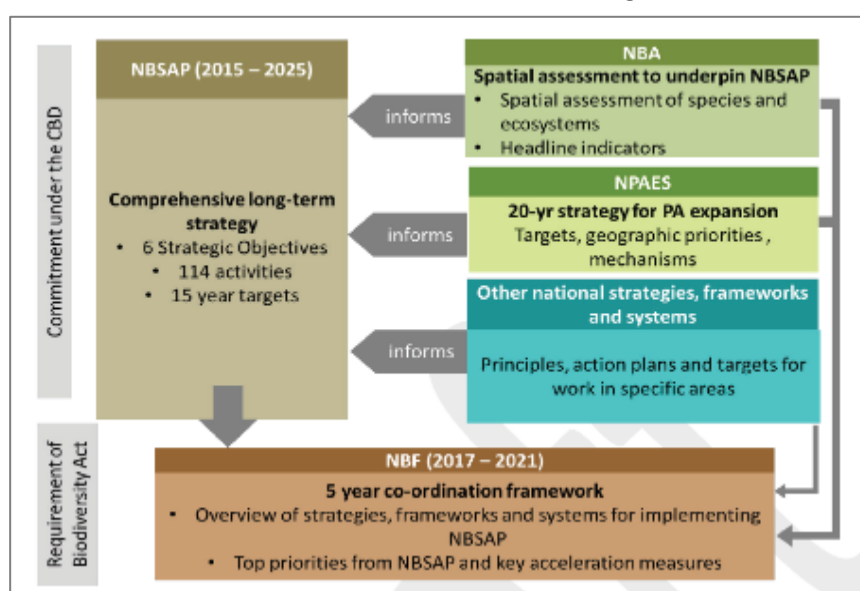 Commitment under the CBD
NBSAP (2015 – 2025)
Comprehensive long-term
strategy
• 6 Strategic Objectives
• 114 activities
• 15 year targets
informs
NBA
Spatial assessment to underpin NBSAP
• Spatial assessment of species and
ecosystems
• Headline indicators
informs
NPAES
20-yr strategy for PA expansion
Targets, geographic priorities ,
mechanisms
informs
Other national strategies, frameworks
and systems
Principles, action plans and targets for
work in specific areas
Requirement of
Biodiversity Act
NBF (2017 – 2021)
5 year co-ordination framework
• Overview of strategies, frameworks and systems for implementing
NBSAP
• Top priorities from NBSAP and key acceleration measures